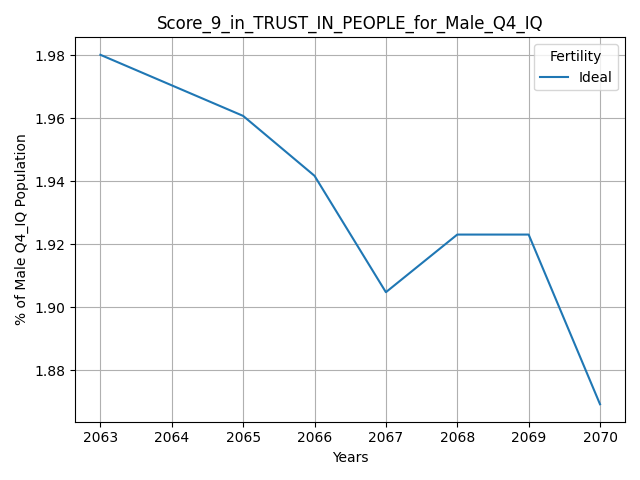 Score_9_in_TRUST_IN_PEOPLE_for_Male_Q4_IQ
Fertility
Ideal
% of Male Q4_IQ Population
1.98
1.96
1.94
1.92
1.90
1.88
2063 2064 2065 2066 2067 2068 2069 2070
Years